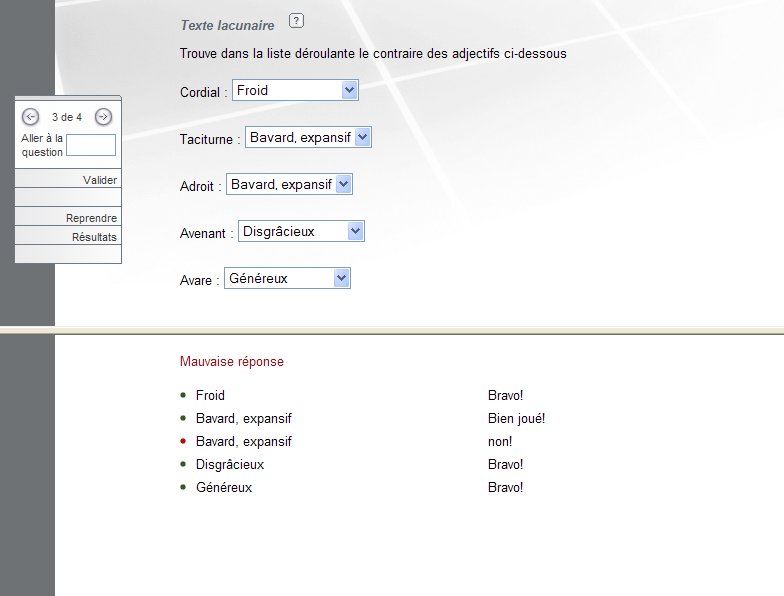 Texte lacunaire ?
Trouve dans la liste déroulante le contraire des adjectifs ci-dessous
Cordial : Froid
3 de 4
Aller à la
question
Taciturne : Bavard, expansif
Valider
Adroit : Bavard, expansif
Reprendre
Avenant : Disgrâcieux
Résultats
Avare : Généreux
Mauvaise réponse
Froid Bravo!
Bavard, expansif Bien joué!
Bavard, expansif non!
Disgrâcieux Bravo!
Généreux Bravo!